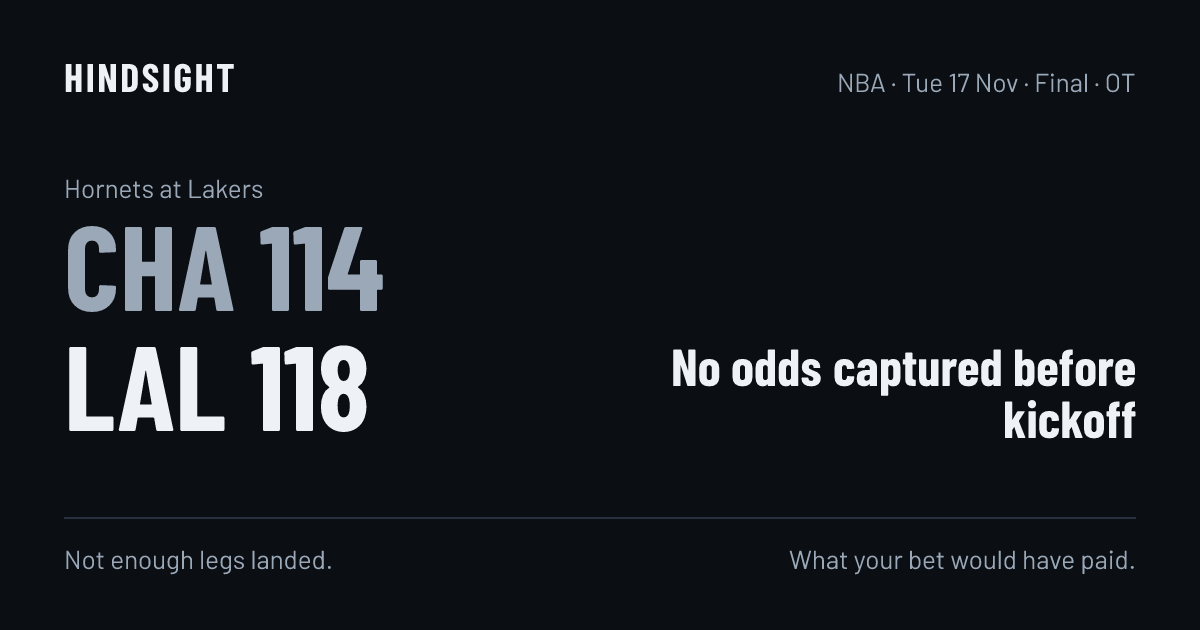 HINDSIGHT
NBA · Tue 17 Nov · Final · OT
Hornets at Lakers
CHA 114
LAL 118
No odds captured before
kickoff
Not enough legs landed.
What your bet would have paid.